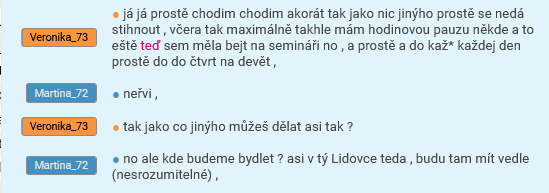 Veronika_73 ● já já prostě chodim chodim akorát tak jako nic jinýho prostě se nedá
stihnout , včera tak maximálně takhle mám hodinovou pauzu někde a to
eště teď sem měla bejt na semináři no , a prostě a do kaž* každej den
prostě do do čtvrt na devět ,
Martina_72 ● neřvi ,
Veronika_73 ● tak jako co jinýho můžeš dělat asi tak ?
Martina_72 ● no ale kde budeme bydlet ? asi v tý Lidovce teda , budu tam mít vedle
(nesrozumitelné) ,